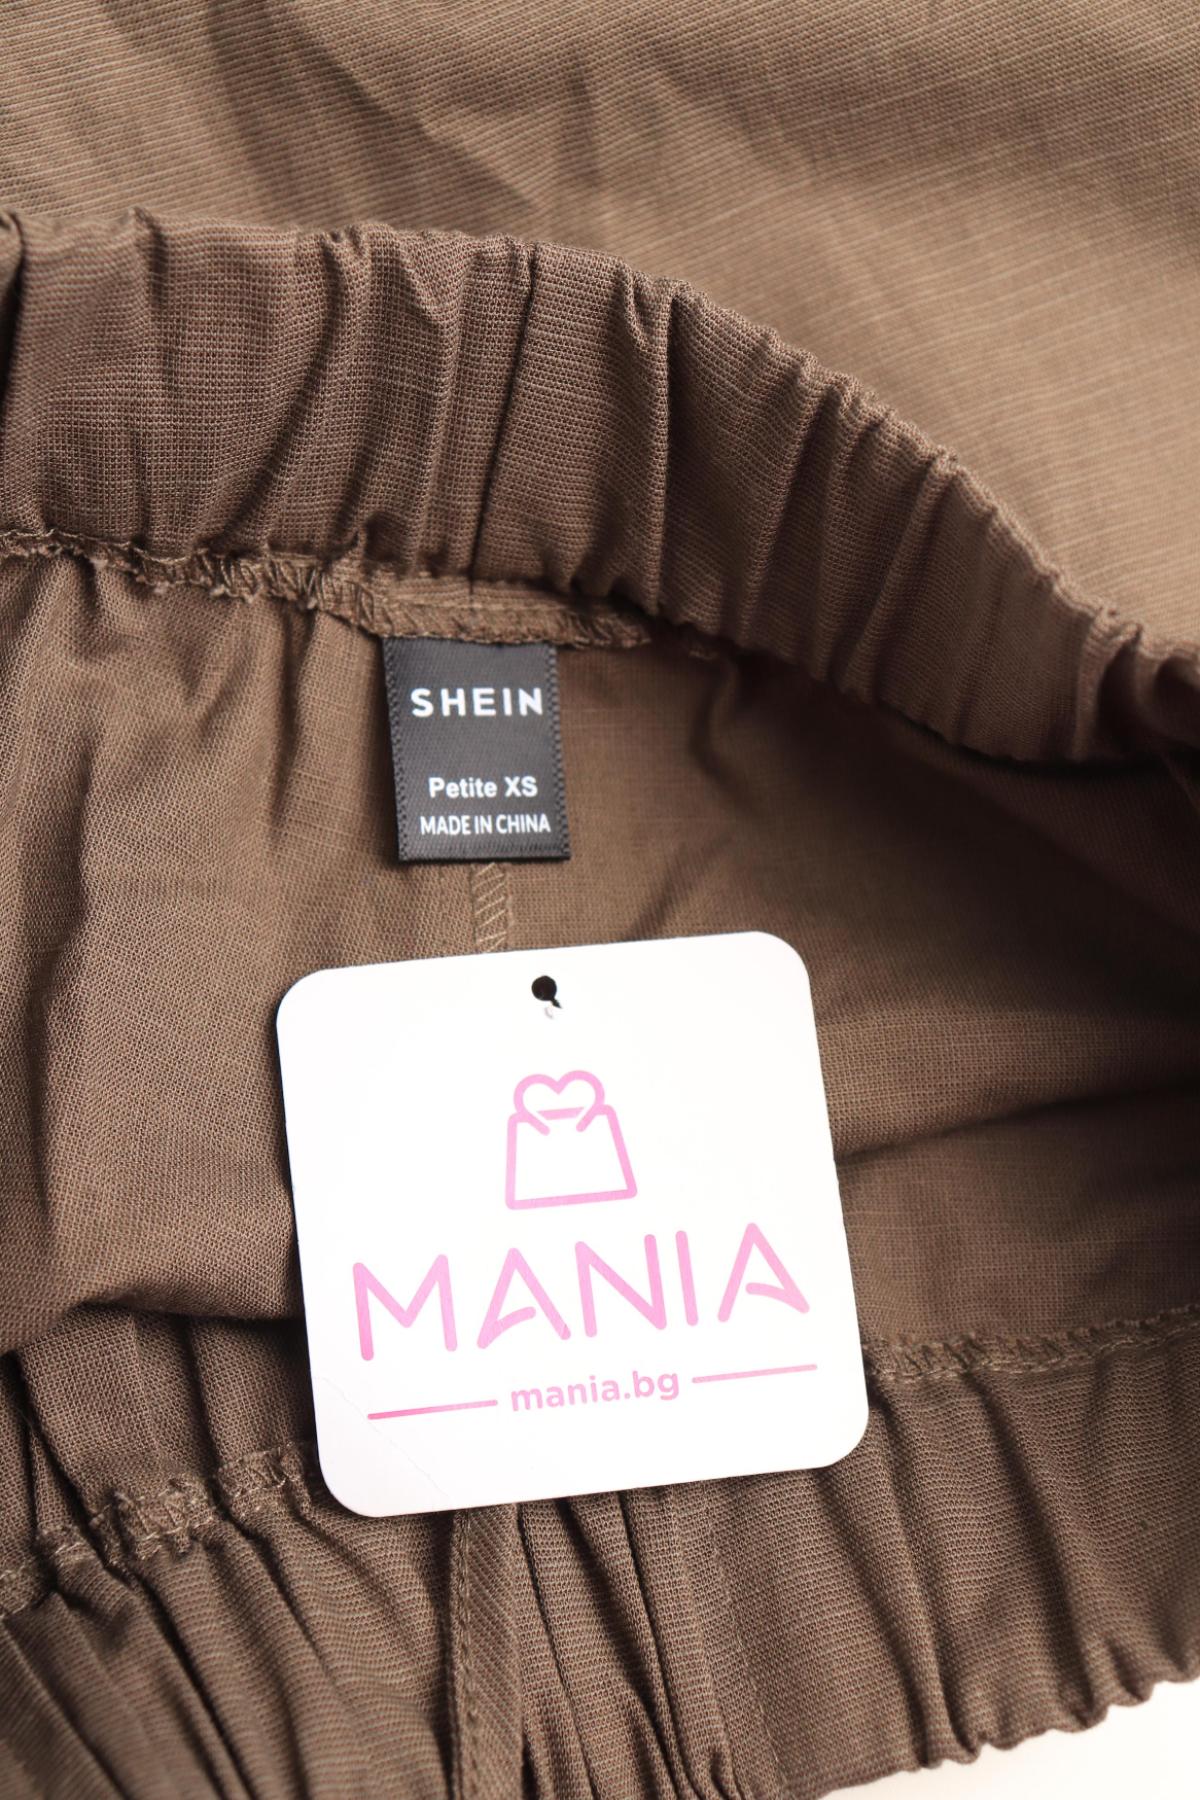 SHEIN
Petite XS
MADE IN CHINA
MANIA
mania.bg